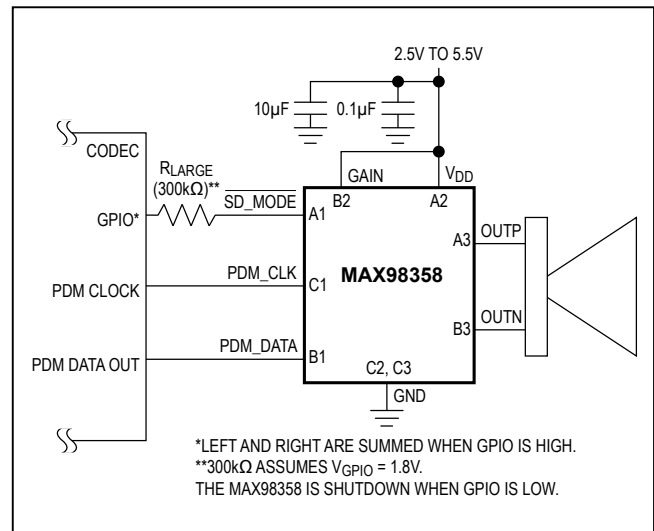 2.5V TO 5.5V
10µF
0.1µF
CODEC
RLARGE
(300kΩ)**
GAIN
VDD
SD_MODE
B2
A2
GPIO*
A1
A3
OUTP
MAX98358
PDM_CLK
PDM CLOCK
C1
OUTN
B3
PDM_DATA
PDM DATA OUT
B1
C2, C3
GND
*LEFT AND RIGHT ARE SUMMED WHEN GPIO IS HIGH.
**300kΩ ASSUMES VGPIO = 1.8V.
THE MAX98358 IS SHUTDOWN WHEN GPIO IS LOW.